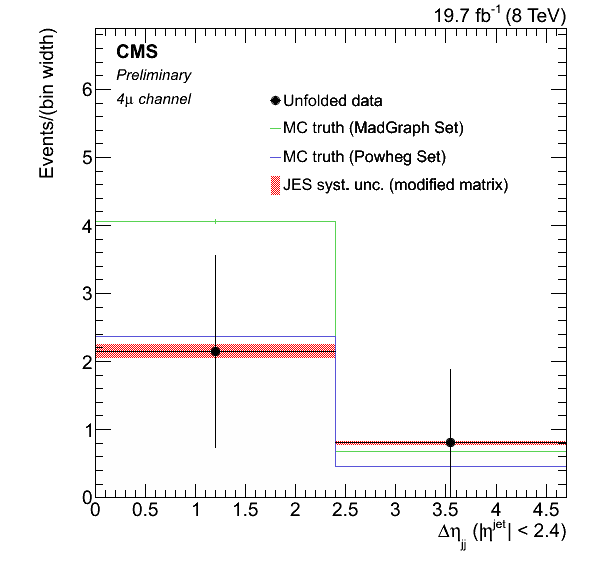 19.7 fb⁻¹ (8 TeV)
Events/(bin width)
CMS
Preliminary
4μ channel
Unfolded data
MC truth (MadGraph Set)
MC truth (Powheg Set)
JES syst. unc. (modified matrix)
6
5
4
3
2
1
0
0 0.5 1 1.5 2 2.5 3 3.5 4 4.5
Δη_jj (|η^jet| < 2.4)